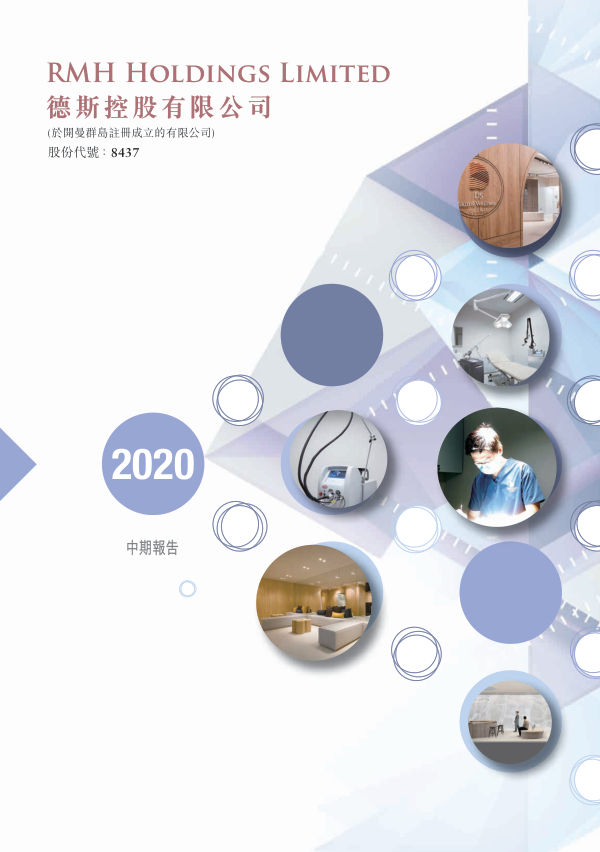 RMH HOLDINGS LIMITED
德斯控股有限公司
(於開曼群島註冊成立的有限公司)
股份代號：8437
2020
中期報告